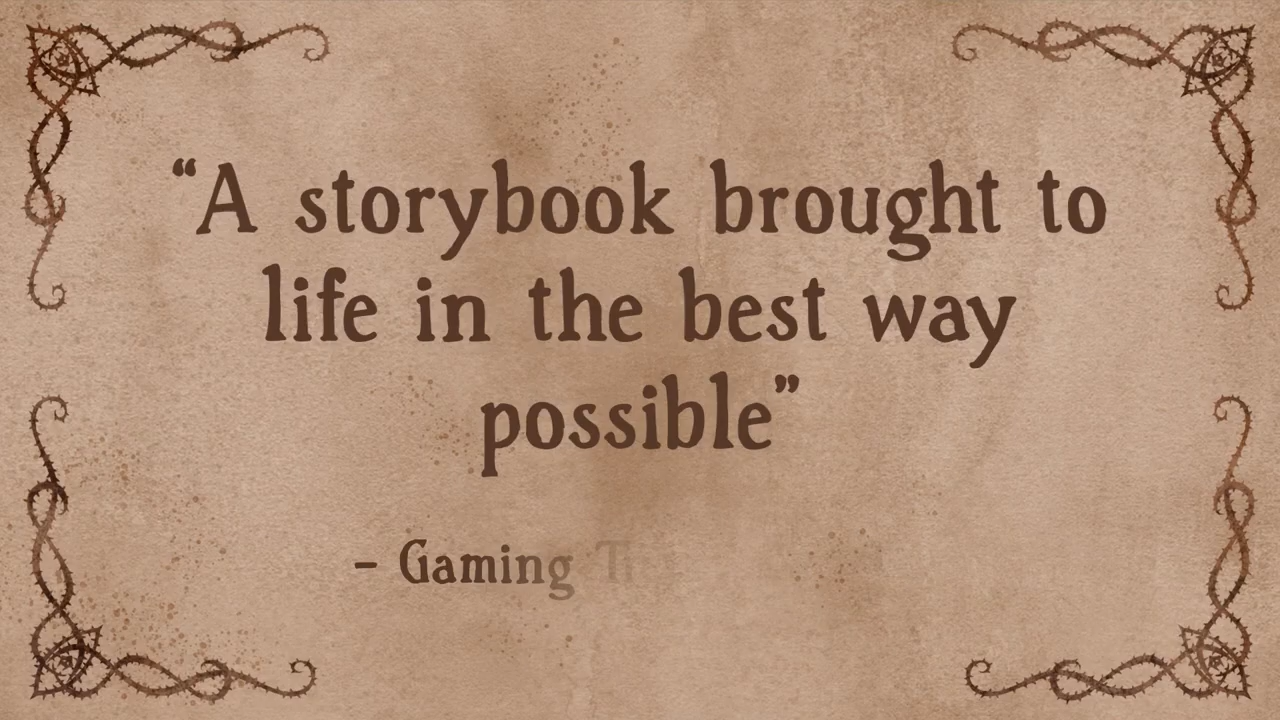 “A storybook brought to
life in the best way
possible”
– Gaming